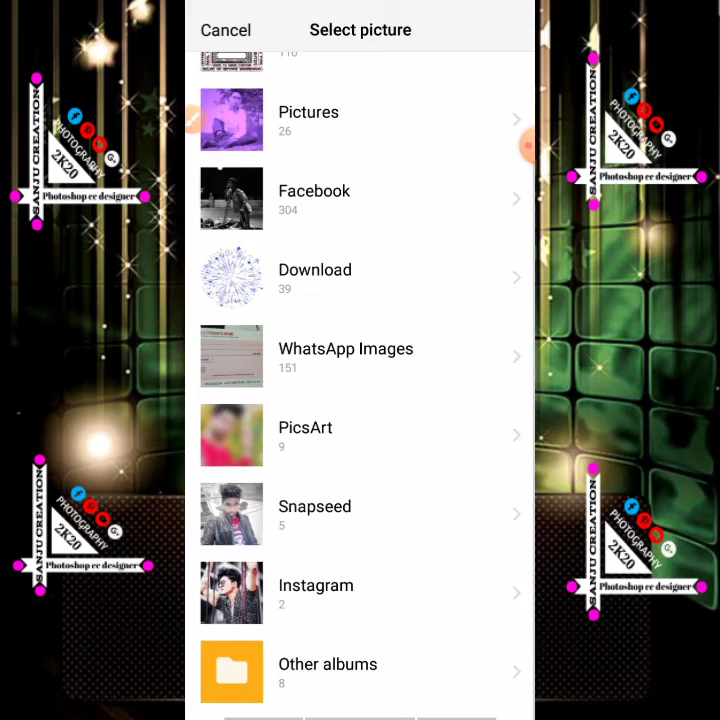 Cancel
Select picture
110
Pictures
26
Facebook
304
Download
39
WhatsApp Images
151
PicsArt
9
Snapseed
5
Instagram
2
Other albums
8
SANJU CREATION
PHOTOGRAPHY
2K20
Photoshop cc designer
SANJU CREATION
PHOTOGRAPHY
2K20
Photoshop cc designer
SANJU CREATION
PHOTOGRAPHY
2K20
Photoshop cc designer
SANJU CREATION
PHOTOGRAPHY
2K20
Photoshop cc designer